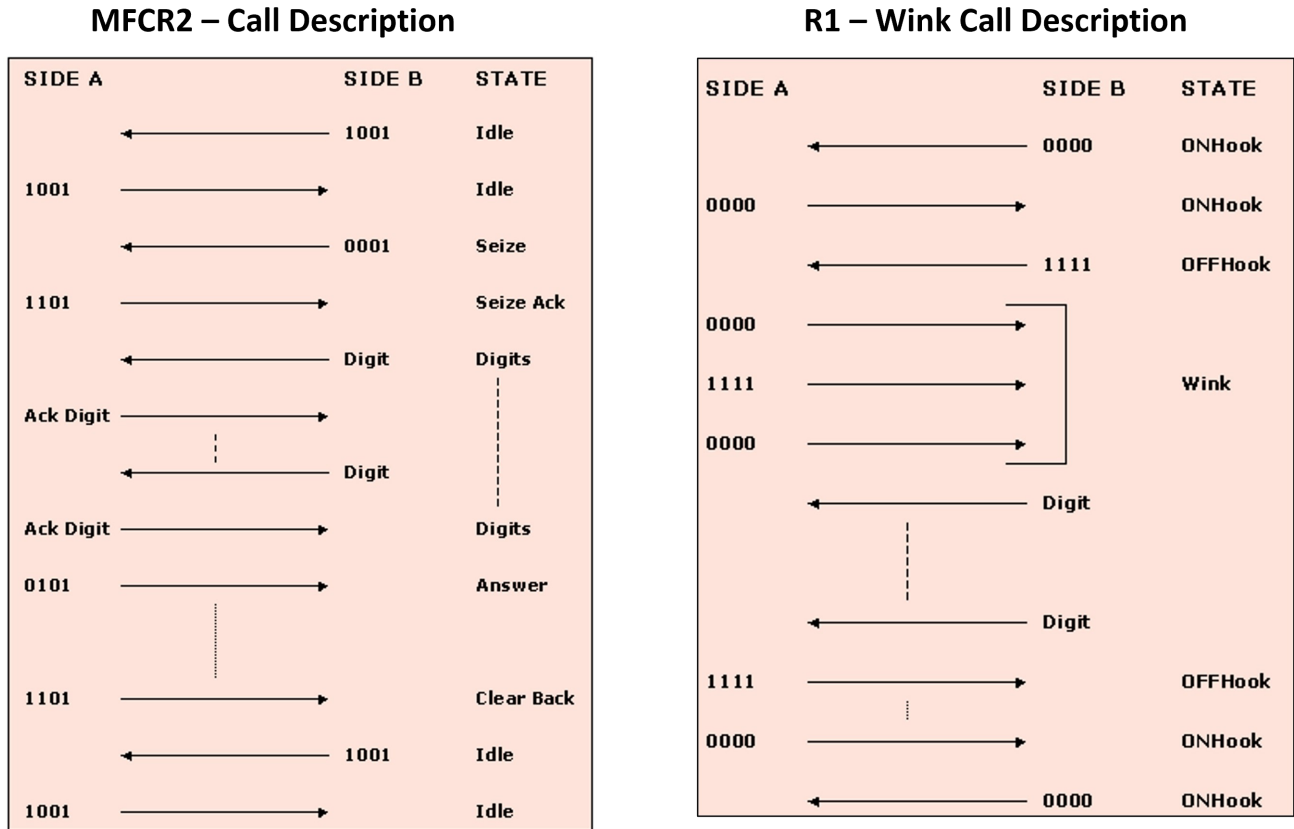 MFCR2 – Call Description
SIDE A SIDE B STATE
1001 Idle
1001 Idle
0001 Seize
1101 Seize Ack
Digit Digits
Ack Digit
Digit
Ack Digit Digits
0101 Answer
1101 Clear Back
1001 Idle
1001 Idle
R1 – Wink Call Description
SIDE A SIDE B STATE
0000 ONHook
0000 ONHook
1111 OFFHook
0000
1111 Wink
0000
Digit
Digit
1111 OFFHook
0000 ONHook
0000 ONHook